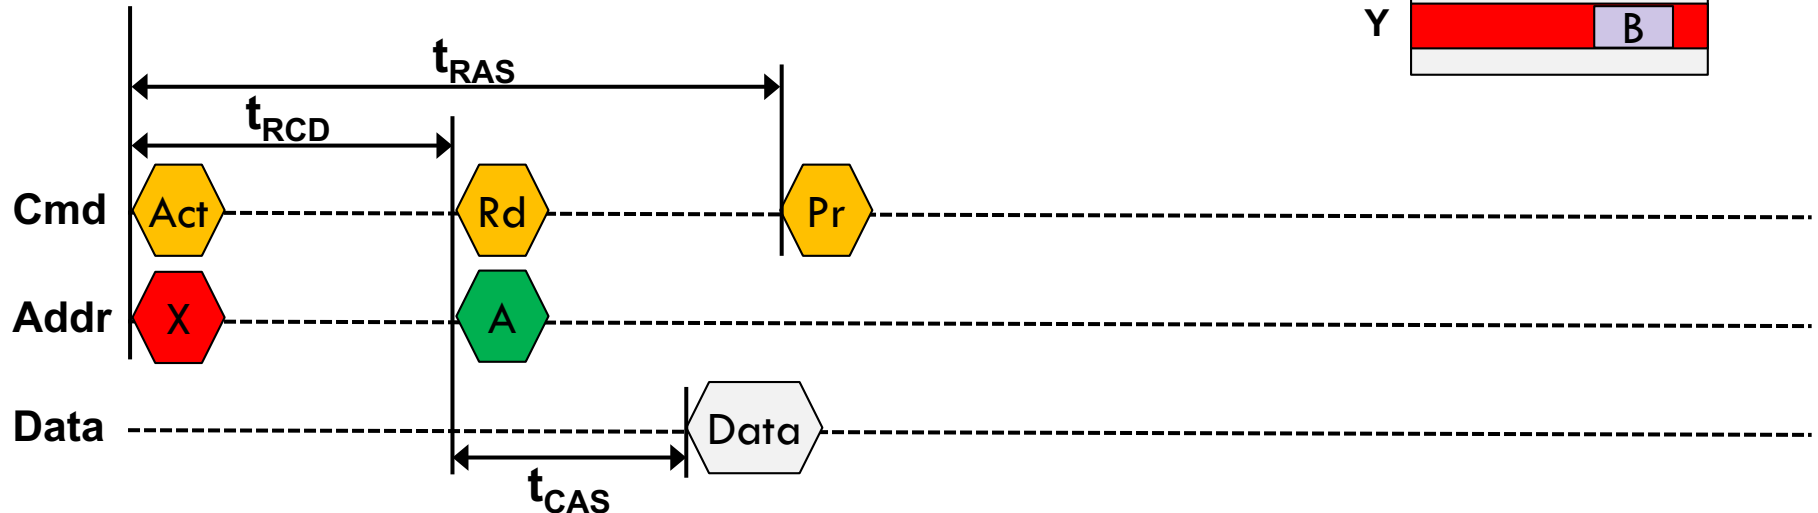 Y B
tRAS
tRCD
Cmd Act Rd Pr
Addr X A
Data Data
tCAS